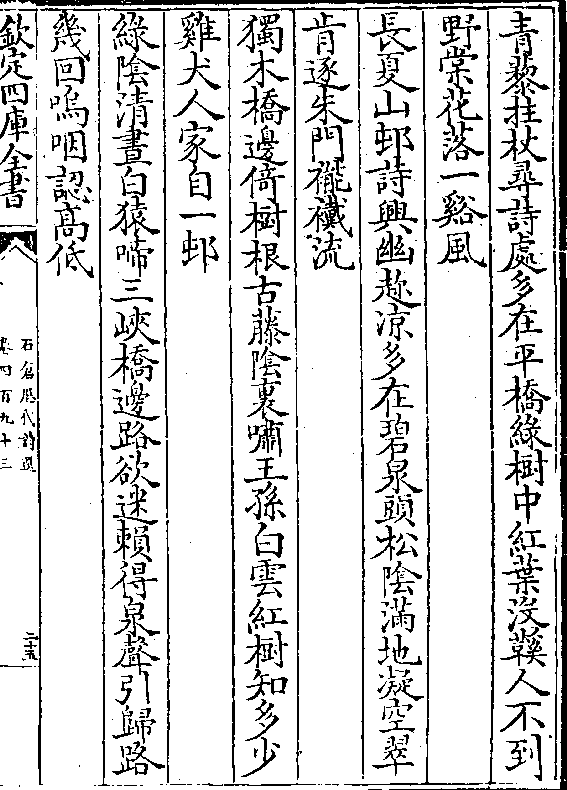 青藜拄杖尋詩處多在平橋綠樹中紅葉沒鞵人不到
野棠花落一谿風
長夏山邨詩興幽趂凉多在碧泉頭松陰滿地凝空翠
肯逐朱門褦襶流
獨木橋邊倚樹根古藤陰裏嘯王孫白雲紅樹知多少
雞犬人家自一邨
綠陰清晝白猿啼三峽橋邊路欲迷賴得泉聲引歸路
幾回嗚咽認髙低
欽定四庫全書
石倉歷代詩選
卷四百九十三
二十五